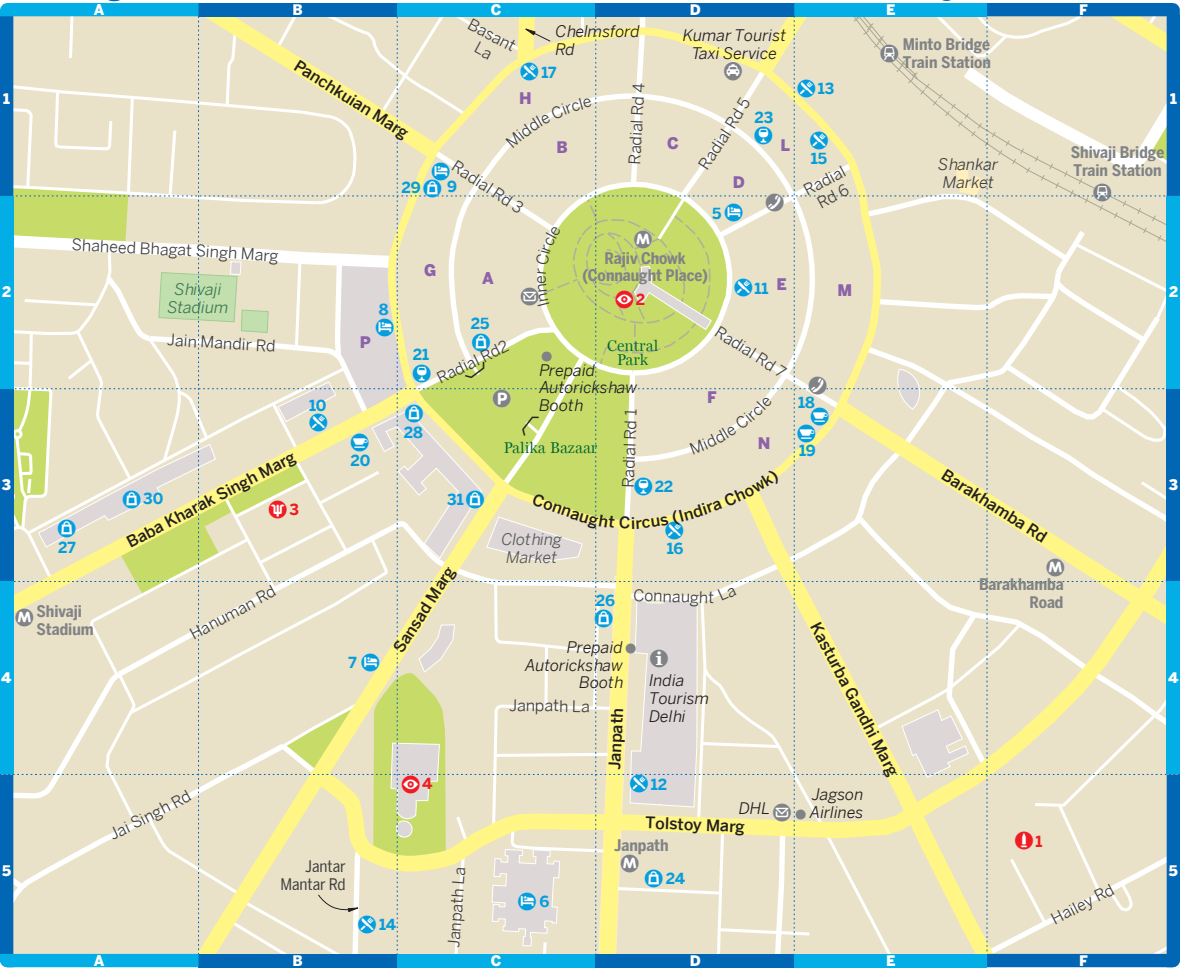 A
B
C
D
E
F
1
1
Basant
La
Chelmsford
Rd
Kumar Tourist
Taxi Service
Minto Bridge
Train Station
Panchkuian Marg
17
H
Middle Circle
B
Radial Rd 4
C
Radial Rd 5
23
L
13
15
D
Shivaji Bridge
Train Station
Shankar
Market
Radial
Rd 6
29
9
Radial Rd 3
5
2
2
Shaheed Bhagat Singh Marg
Shivaji
Stadium
Jain Mandir Rd
G
A
Inner Circle
M
Rajiv Chowk
(Connaught Place)
2
11
E
M
8
P
25
21
Radial Rd2
Central
Park
Radial Rd 7
Prepaid
Autorickshaw
Booth
P
3
3
10
20
28
F
Middle Circle
18
N
19
Palika Bazaar
Radial Rd 1
Baba Kharak Singh Marg
30
27
3
31
22
Connaught Circus (Indira Chowk)
16
Clothing
Market
Barakhamba Rd
M
Barakhamba
Road
M
Shivaji
Stadium
Hanuman Rd
Sansad Marg
26
Connaught La
4
4
7
Prepaid
Autorickshaw
Booth
i
India
Tourism
Delhi
Kasturba Gandhi Marg
Janpath La
Janpath
4
12
DHL
Jagson
Airlines
Jai Singh Rd
Tolstoy Marg
1
5
5
Janpath
M
24
Jantar
Mantar Rd
14
Janpath La
6
Hailey Rd
A
B
C
D
E
F